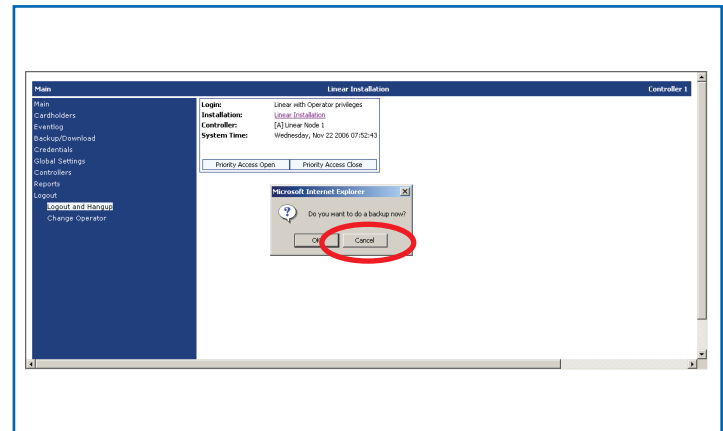 Main Linear Installation Controller 1
Main
Cardholders
Eventlog
Backup/Download
Credentials
Global Settings
Controllers
Reports
Logout
Logout and Hangup
Change Operator
Login: Linear with Operator privileges
Installation: Linear Installation
Controller: [A] Linear Node 1
System Time: Wednesday, Nov 22 2006 07:52:43
Priority Access Open Priority Access Close
Microsoft Internet Explorer
Do you want to do a backup now?
OK Cancel